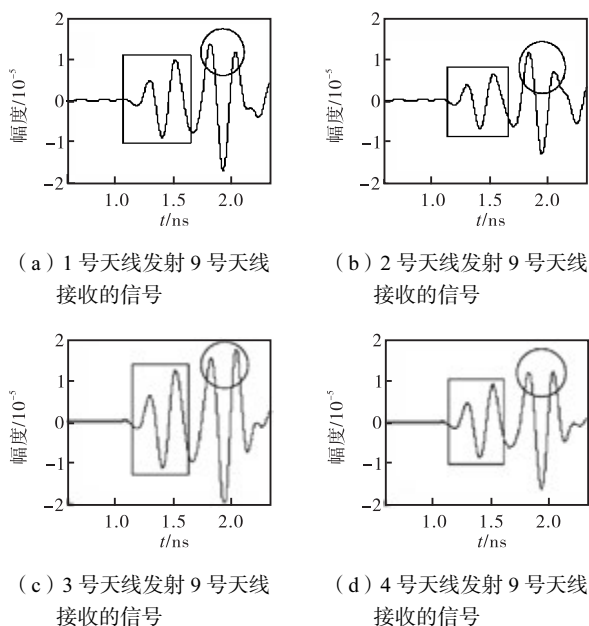 2
1
0
−1
−2
幅度/10⁻⁵
1.0 1.5 2.0
t/ns
(a)1 号天线发射 9 号天线
接收的信号
2
1
0
−1
−2
幅度/10⁻⁵
1.0 1.5 2.0
t/ns
(b)2 号天线发射 9 号天线
接收的信号
2
1
0
−1
−2
幅度/10⁻⁵
1.0 1.5 2.0
t/ns
(c)3 号天线发射 9 号天线
接收的信号
2
1
0
−1
−2
幅度/10⁻⁵
1.0 1.5 2.0
t/ns
(d)4 号天线发射 9 号天线
接收的信号